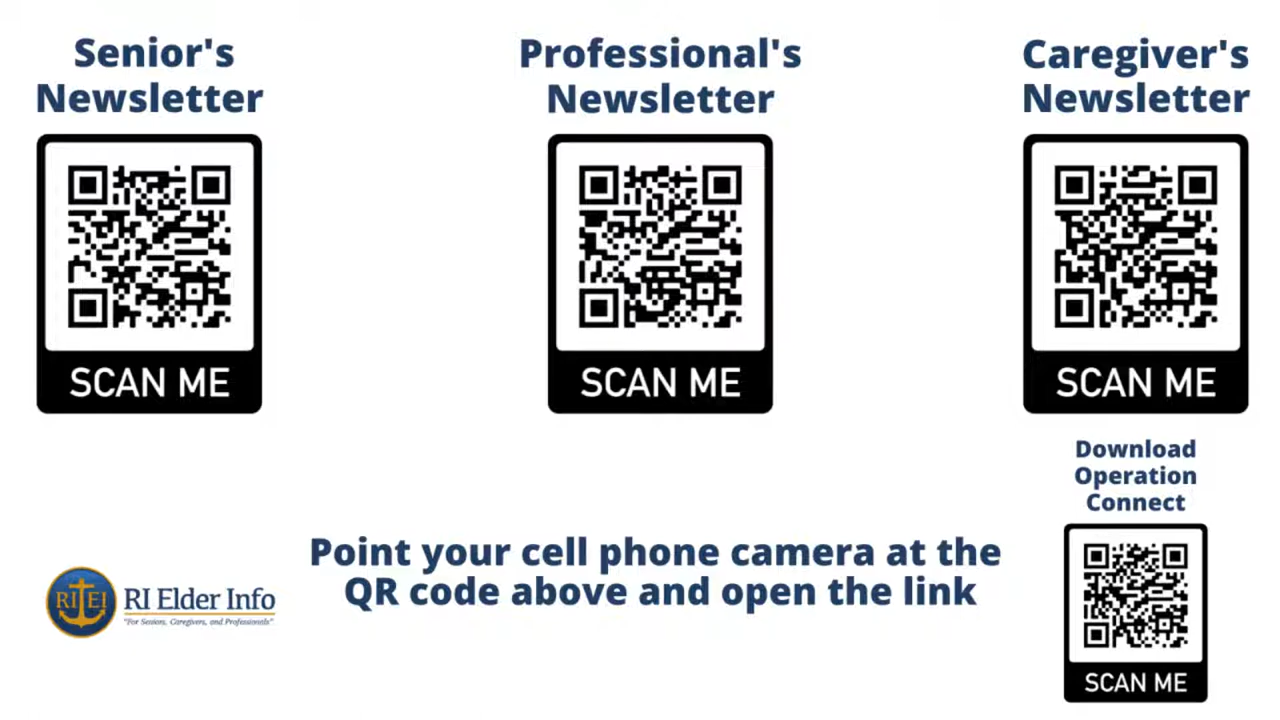 Senior's
Newsletter
SCAN ME
Professional's
Newsletter
SCAN ME
Caregiver's
Newsletter
SCAN ME
Download
Operation
Connect
SCAN ME
Point your cell phone camera at the
QR code above and open the link
RI EI
RI Elder Info
"For Seniors, Caregivers, and Professionals"